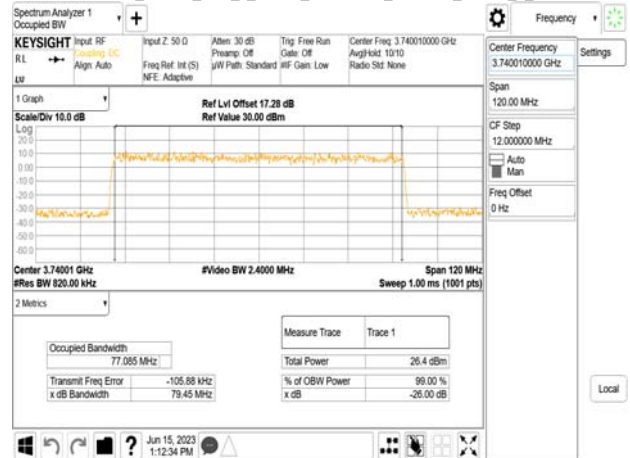 Spectrum Analyzer 1
Occupied BW
Frequency
KEYSIGHT
Input: RF
Coupling: DC
Align: Auto
Input Z: 50 Ω
Freq Ref: Int (S)
NFE: Adaptive
Atten: 30 dB
Preamp: Off
µW Path: Standard
Trig: Free Run
Gate: Off
#IF Gain: Low
Center Freq: 3.740010000 GHz
Avg|Hold: 10/10
Radio Std: None
RL
LU
Center Frequency
3.740010000 GHz
Settings
Span
120.00 MHz
CF Step
12.000000 MHz
Auto
Man
Freq Offset
0 Hz
Local
1 Graph
Scale/Div 10.0 dB
Ref Lvl Offset 17.28 dB
Ref Value 30.00 dBm
Log
20.0
10.0
0.00
-10.0
-20.0
-30.0
-40.0
-50.0
-60.0
Center 3.74001 GHz
#Res BW 820.00 kHz
#Video BW 2.4000 MHz
Span 120 MHz
Sweep 1.00 ms (1001 pts)
2 Metrics
Occupied Bandwidth
77.085 MHz
Transmit Freq Error -105.88 kHz
x dB Bandwidth 79.45 MHz
Measure Trace Trace 1
Total Power 26.4 dBm
% of OBW Power 99.00 %
x dB -26.00 dB
Jun 15, 2023
1:12:34 PM